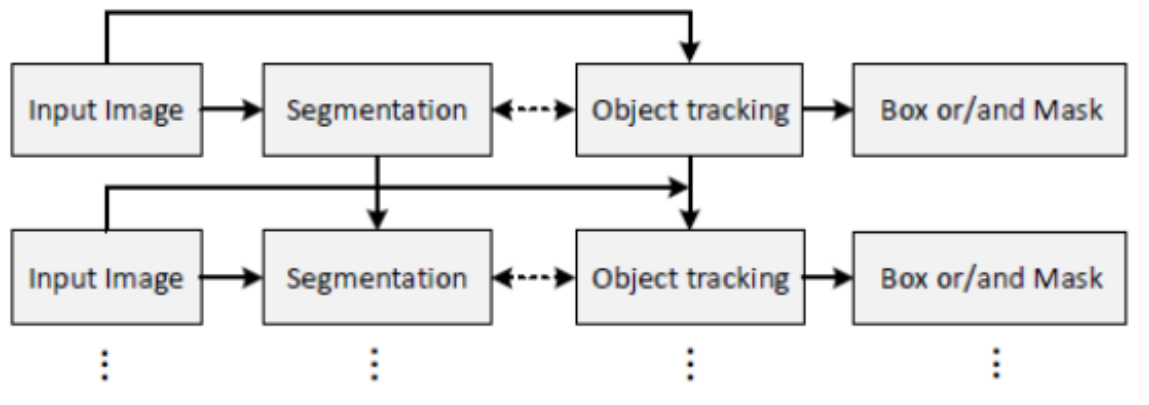 Input Image
Segmentation
Object tracking
Box or/and Mask
Input Image
Segmentation
Object tracking
Box or/and Mask